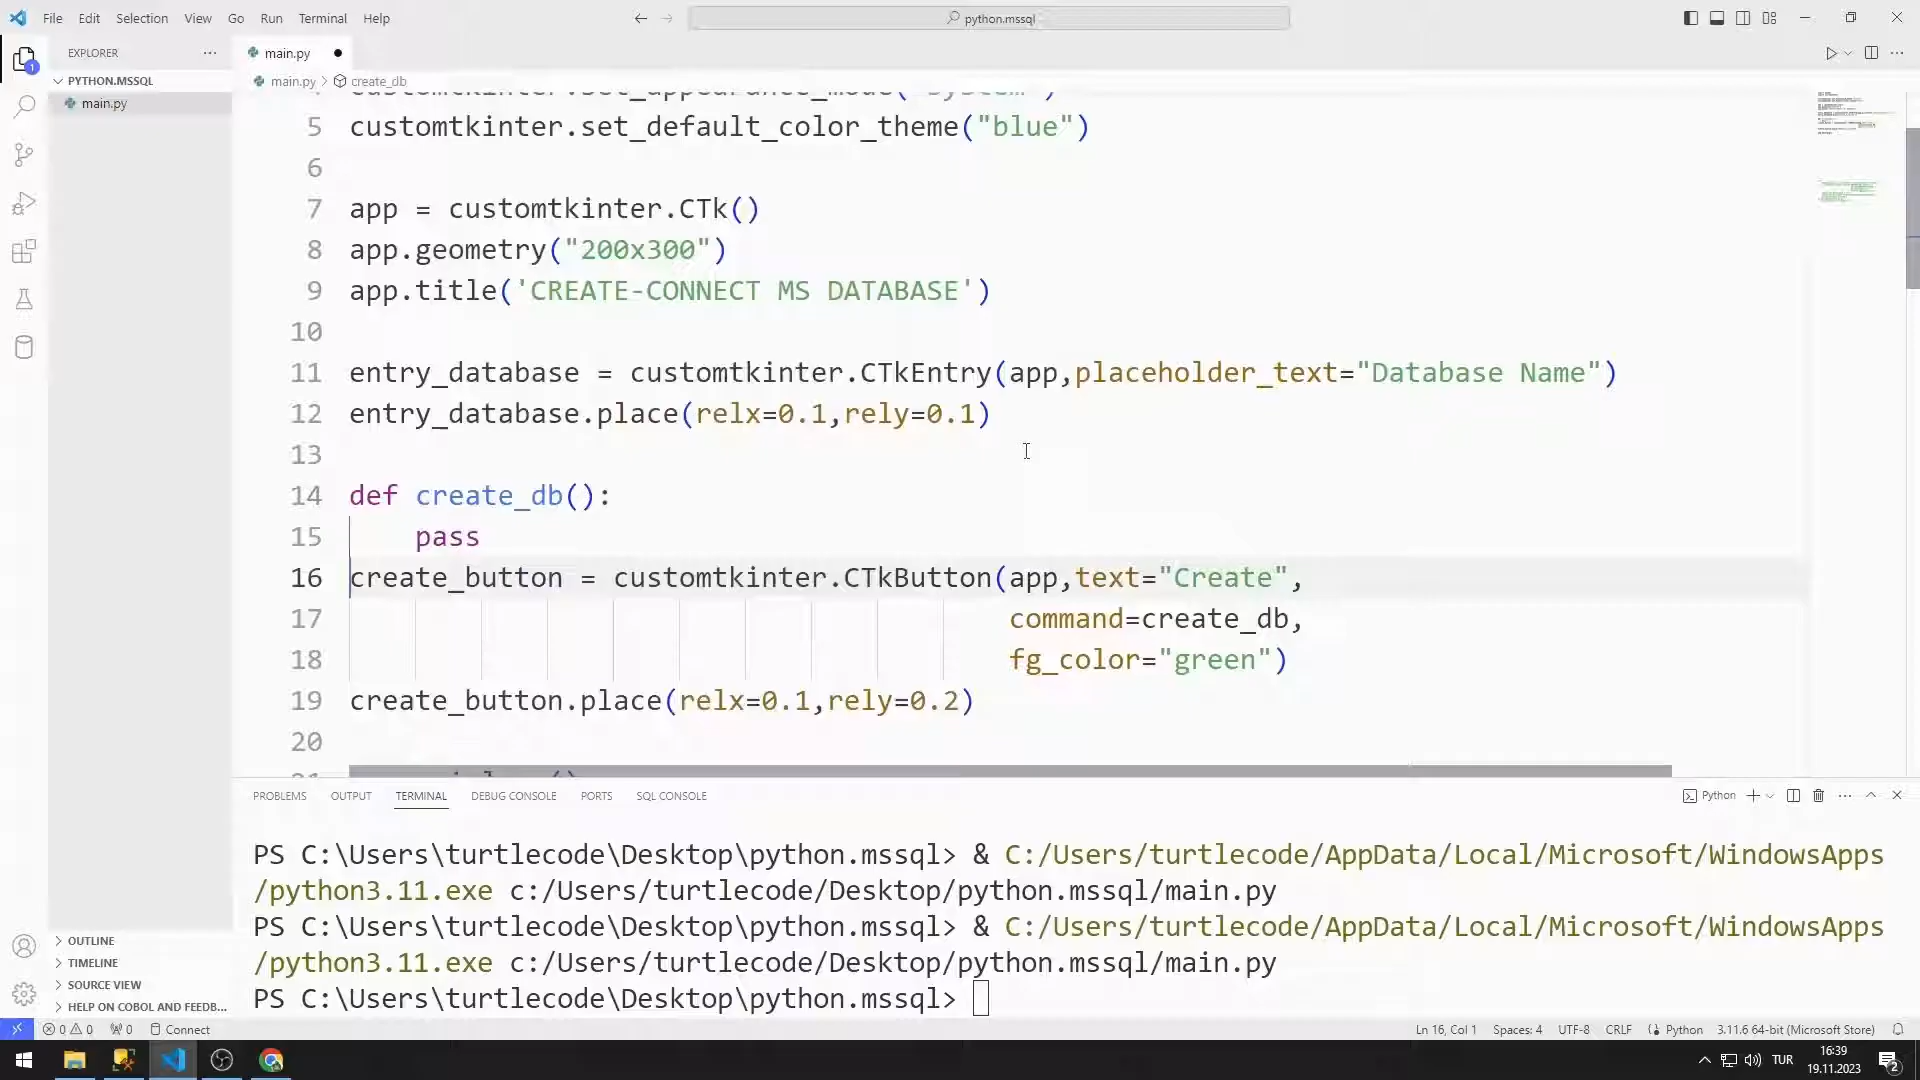 File Edit Selection View Go Run Terminal Help
python.mssql
EXPLORER
main.py
PYTHON.MSSQL
main.py > create_db
main.py
5 customtkinter.set_default_color_theme("blue")
6
7 app = customtkinter.CTk()
8 app.geometry("200x300")
9 app.title('CREATE-CONNECT MS DATABASE')
10
11 entry_database = customtkinter.CTkEntry(app,placeholder_text="Database Name")
12 entry_database.place(relx=0.1,rely=0.1)
13
14 def create_db():
15 pass
16 create_button = customtkinter.CTkButton(app,text="Create",
17 command=create_db,
18 fg_color="green")
19 create_button.place(relx=0.1,rely=0.2)
20
PROBLEMS OUTPUT TERMINAL DEBUG CONSOLE PORTS SQL CONSOLE
Python
PS C:\Users\turtlecode\Desktop\python.mssql> & C:/Users/turtlecode/AppData/Local/Microsoft/WindowsApps
/python3.11.exe c:/Users/turtlecode/Desktop/python.mssql/main.py
PS C:\Users\turtlecode\Desktop\python.mssql> & C:/Users/turtlecode/AppData/Local/Microsoft/WindowsApps
/python3.11.exe c:/Users/turtlecode/Desktop/python.mssql/main.py
PS C:\Users\turtlecode\Desktop\python.mssql>
OUTLINE
TIMELINE
SOURCE VIEW
HELP ON COBOL AND FEEDB...
0 0 0 Connect
Ln 16, Col 1 Spaces: 4 UTF-8 CRLF Python 3.11.6 64-bit (Microsoft Store)
TUR
16:39
19.11.2023
2
1